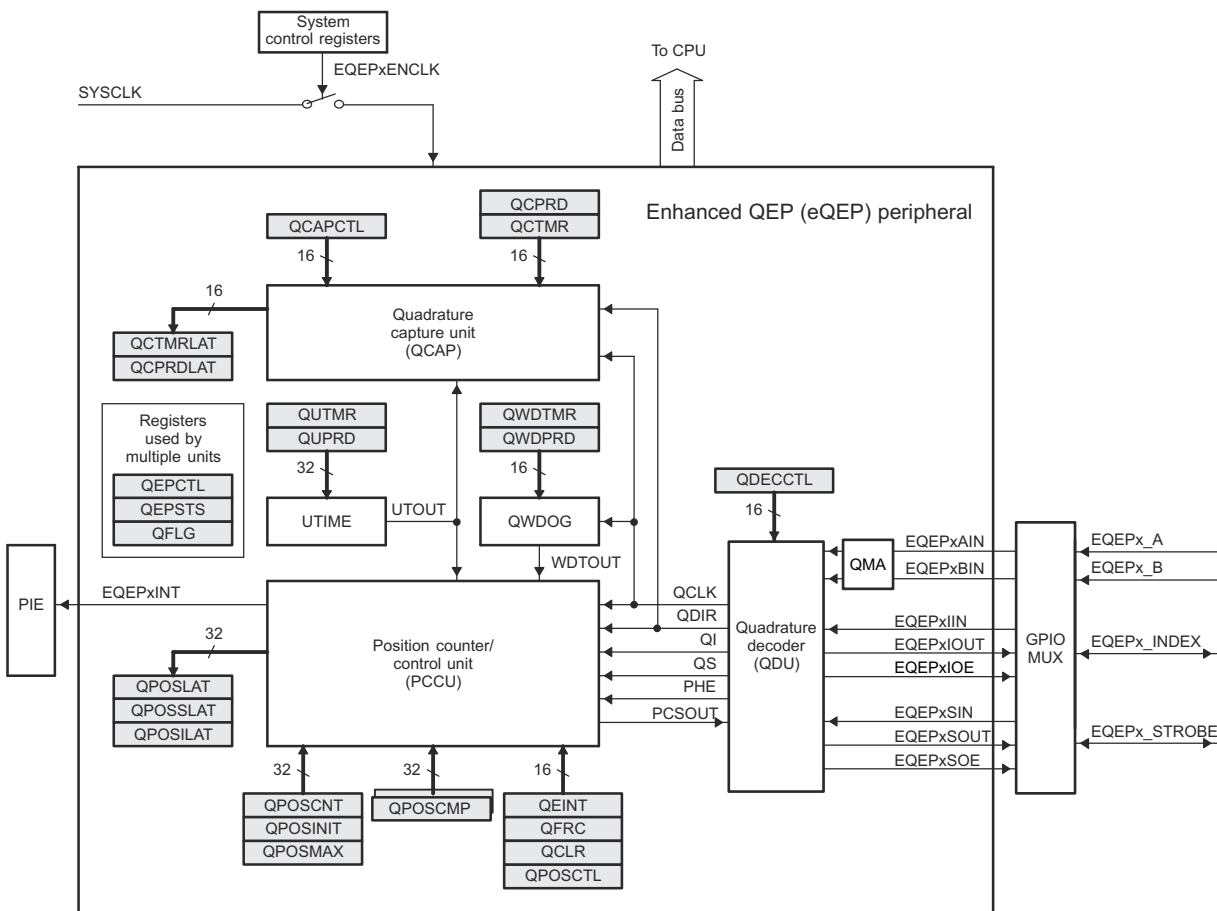 System
control registers
To CPU
EQEPxENCLK
SYSCLK
Data bus
Enhanced QEP (eQEP) peripheral
QCPRD
QCAPCTL
QCTMR
16
16
16
Quadrature
capture unit
(QCAP)
QCTMRLAT
QCPRDLAT
Registers
used by
multiple units
QEPCTL
QEPSTS
QFLG
QUTMR
QUPRD
32
QWDTMR
QWDPRD
16
QDECCTL
16
UTIME
UTOUT
QWDOG
WDTOUT
PIE
EQEPxINT
32
QPOSLAT
QPOSSLAT
QPOSILAT
Position counter/
control unit
(PCCU)
QCLK
QDIR
QI
QS
PHE
PCSOUT
Quadrature
decoder
(QDU)
QMA
EQEPxAIN
EQEPxBIN
EQEPxIIN
EQEPxIOUT
EQEPxIOE
EQEPxSIN
EQEPxSOUT
EQEPxSOE
GPIO
MUX
EQEPx_A
EQEPx_B
EQEPx_INDEX
EQEPx_STROBE
32
32
16
QPOSCNT
QPOSINIT
QPOSMAX
QPOSCMP
QEINT
QFRC
QCLR
QPOSCTL